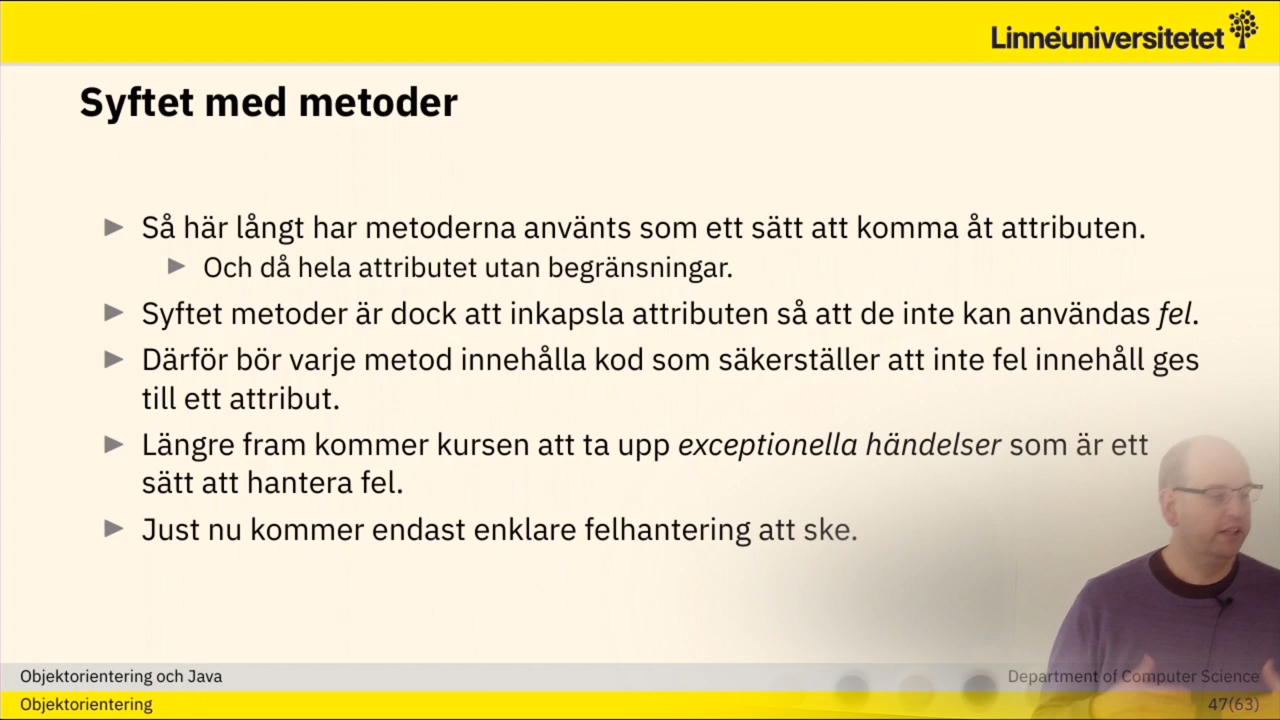 Linnéuniversitetet
Syftet med metoder
Så här långt har metoderna använts som ett sätt att komma åt attributen.
Och då hela attributet utan begränsningar.
Syftet metoder är dock att inkapsla attributen så att de inte kan användas fel.
Därför bör varje metod innehålla kod som säkerställer att inte fel innehåll ges
till ett attribut.
Längre fram kommer kursen att ta upp exceptionella händelser som är ett
sätt att hantera fel.
Just nu kommer endast enklare felhantering att ske.
Objektorientering och Java
Department of Computer Science
Objektorientering
47(63)